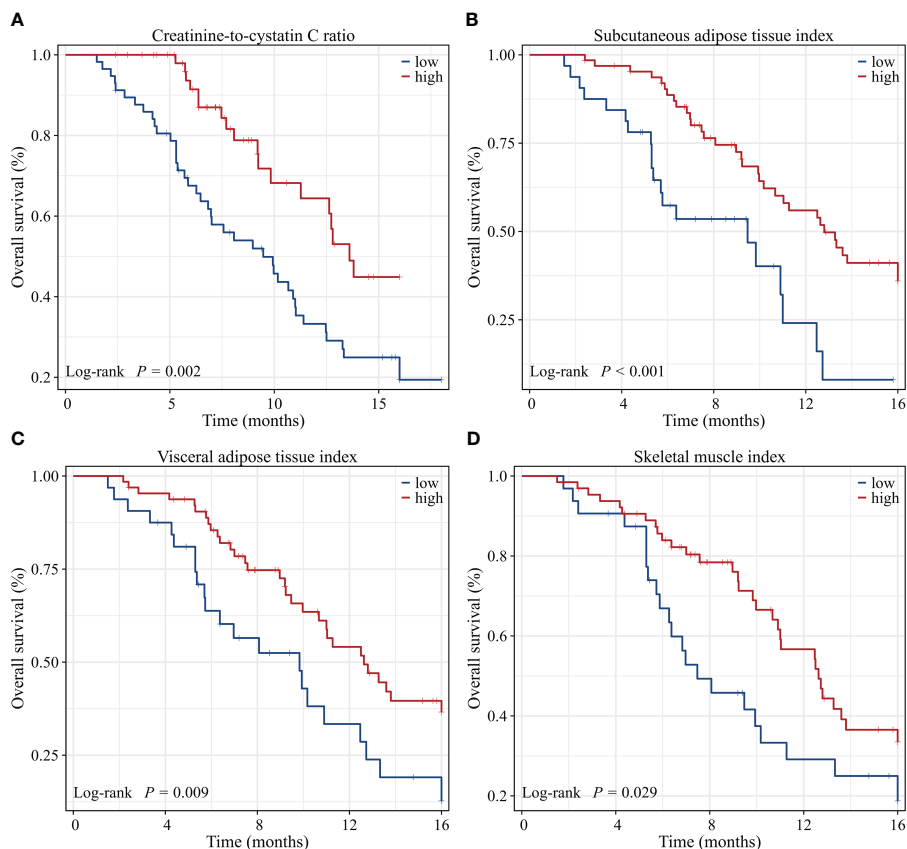 A
Creatinine-to-cystatin C ratio
1.0
0.8
0.6
0.4
0.2
Overall survival (%)
low
high
Log-rank P = 0.002
0 5 10 15
Time (months)
B
Subcutaneous adipose tissue index
1.00
0.75
0.50
0.25
Overall survival (%)
low
high
Log-rank P < 0.001
0 4 8 12 16
Time (months)
C
Visceral adipose tissue index
1.00
0.75
0.50
0.25
Overall survival (%)
low
high
Log-rank P = 0.009
0 4 8 12 16
Time (months)
D
Skeletal muscle index
1.0
0.8
0.6
0.4
0.2
Overall survival (%)
low
high
Log-rank P = 0.029
0 4 8 12 16
Time (months)